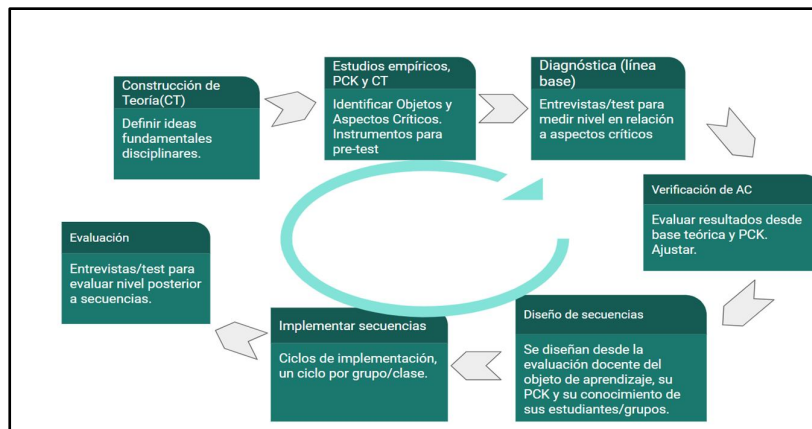 Construcción de
Teoría(CT)
Definir ideas
fundamentales
disciplinares.
Estudios empíricos,
PCK y CT
Identificar Objetos y
Aspectos Críticos.
Instrumentos para
pre-test
Diagnóstica (línea
base)
Entrevistas/test para
medir nivel en relación
a aspectos críticos
Verificación de AC
Evaluar resultados desde
base teórica y PCK.
Ajustar.
Diseño de secuencias
Se diseñan desde la
evaluación docente del
objeto de aprendizaje, su
PCK y su conocimiento de
sus estudiantes/grupos.
Implementar secuencias
Ciclos de implementación,
un ciclo por grupo/clase.
Evaluación
Entrevistas/test para
evaluar nivel posterior
a secuencias.